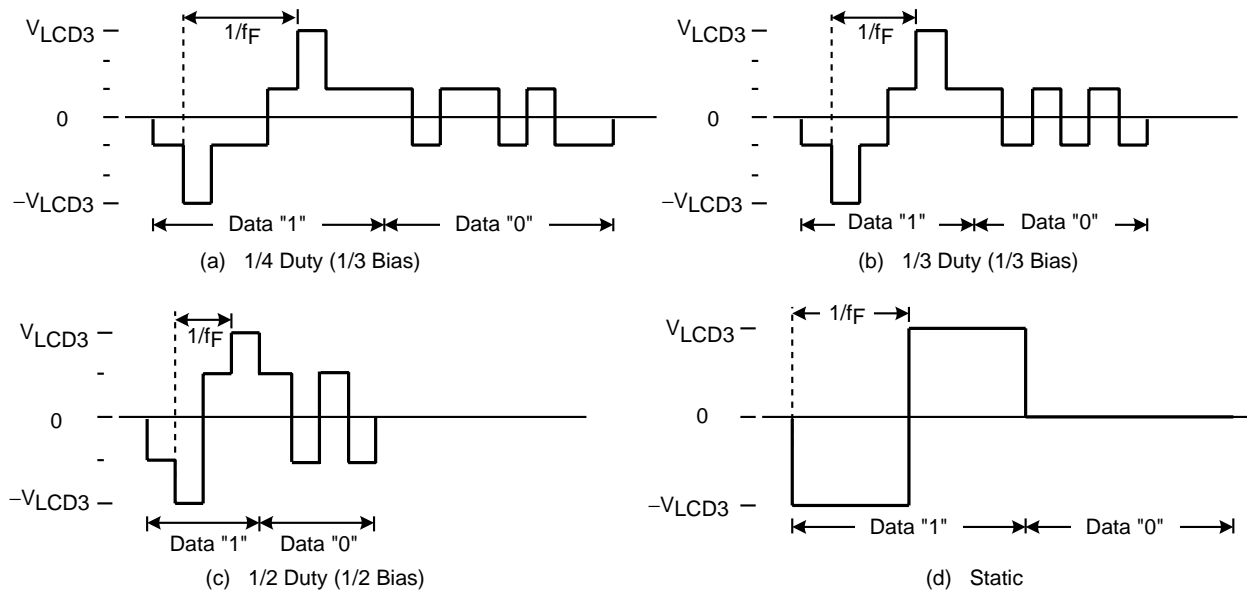 VLCD3
1/fF
0
−VLCD3
Data "1"
Data "0"
(a) 1/4 Duty (1/3 Bias)
VLCD3
1/fF
0
−VLCD3
Data "1"
Data "0"
(b) 1/3 Duty (1/3 Bias)
VLCD3
1/fF
0
−VLCD3
Data "1"
Data "0"
(c) 1/2 Duty (1/2 Bias)
VLCD3
1/fF
0
−VLCD3
Data "1"
Data "0"
(d) Static